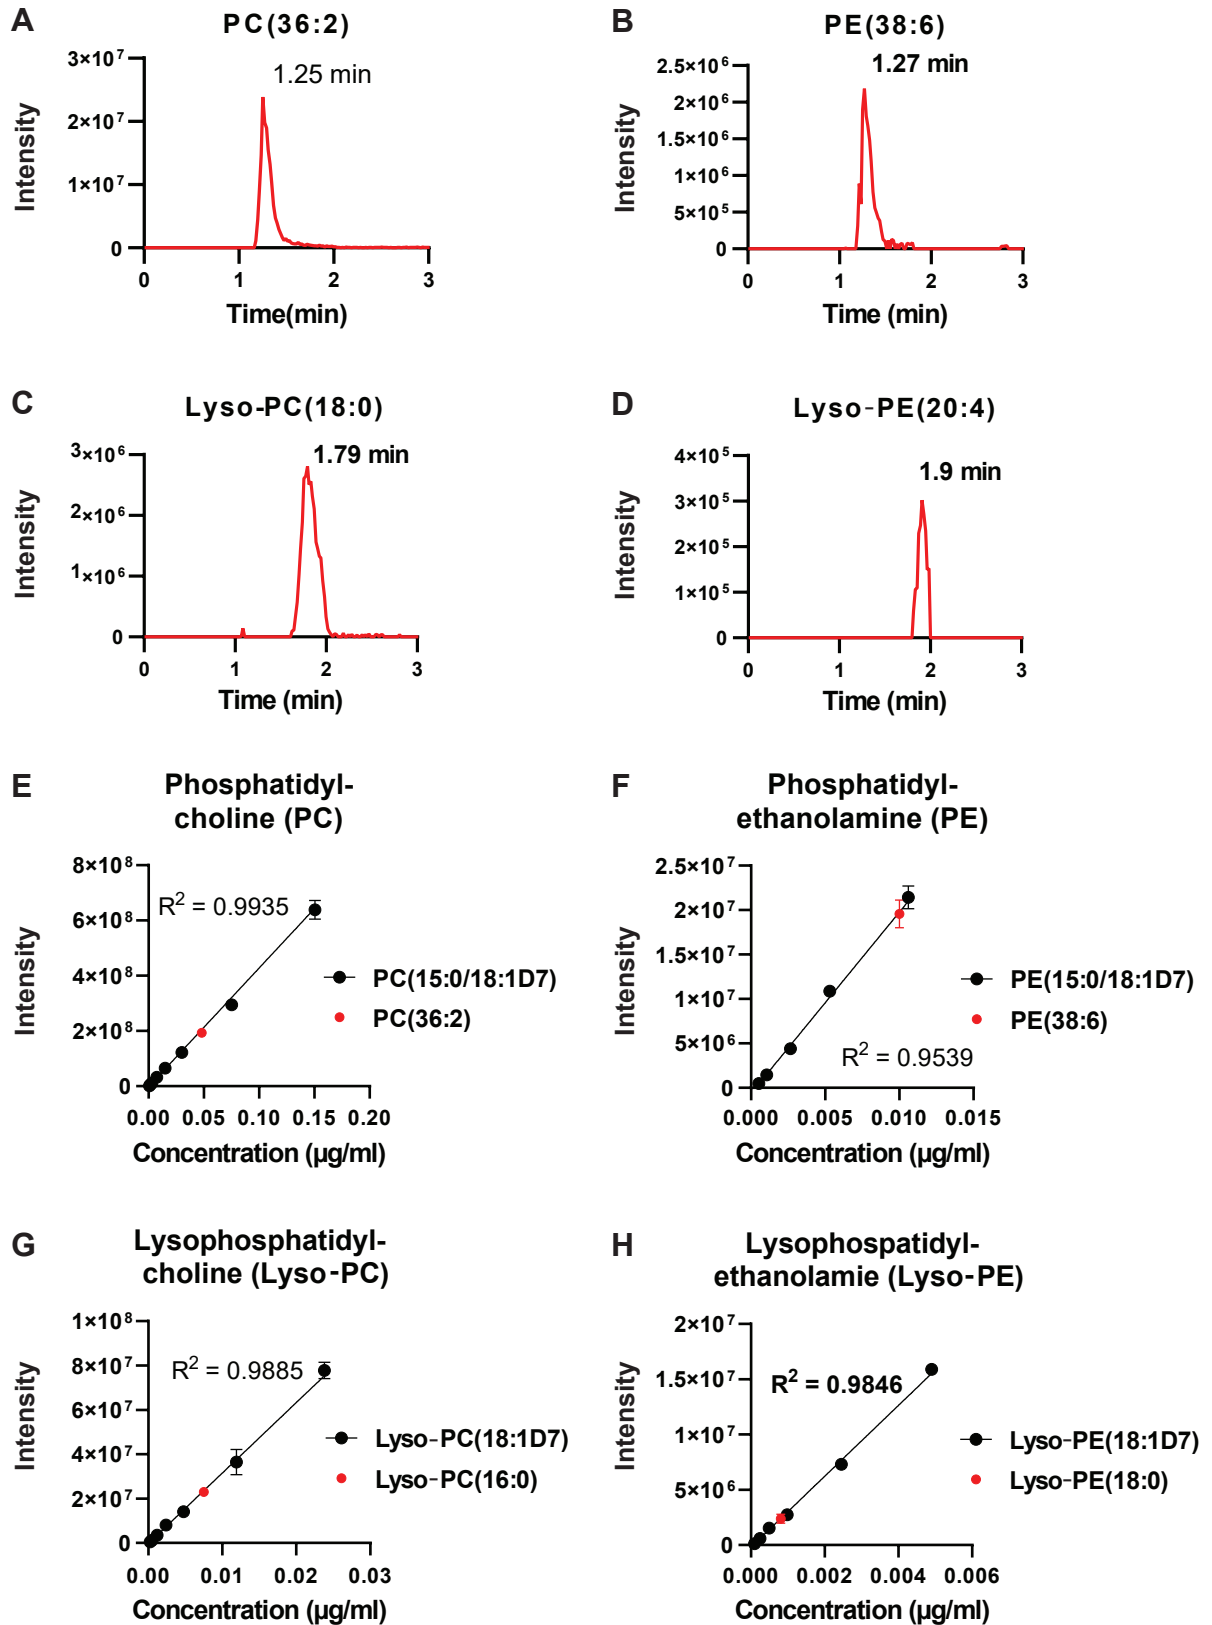 A
PC(36:2)
3×10⁷
2×10⁷
1×10⁷
0
Intensity
1.25 min
0 1 2 3
Time(min)
B
PE(38:6)
2.5×10⁶
2×10⁶
1.5×10⁶
1×10⁶
5×10⁵
0
Intensity
1.27 min
0 1 2 3
Time (min)
C
Lyso-PC(18:0)
3×10⁶
2×10⁶
1×10⁶
0
Intensity
1.79 min
0 1 2 3
Time (min)
D
Lyso-PE(20:4)
4×10⁵
3×10⁵
2×10⁵
1×10⁵
0
Intensity
1.9 min
0 1 2 3
Time (min)
E
Phosphatidyl-
choline (PC)
8×10⁸
6×10⁸
4×10⁸
2×10⁸
0
Intensity
R² = 0.9935
PC(15:0/18:1D7)
PC(36:2)
0.00 0.05 0.10 0.15 0.20
Concentration (µg/ml)
F
Phosphatidyl-
ethanolamine (PE)
2.5×10⁷
2×10⁷
1.5×10⁷
1×10⁷
5×10⁶
0
Intensity
PE(15:0/18:1D7)
PE(38:6)
R² = 0.9539
0.000 0.005 0.010 0.015
Concentration (µg/ml)
G
Lysophosphatidyl-
choline (Lyso-PC)
1×10⁸
8×10⁷
6×10⁷
4×10⁷
2×10⁷
0
Intensity
R² = 0.9885
Lyso-PC(18:1D7)
Lyso-PC(16:0)
0.00 0.01 0.02 0.03
Concentration (µg/ml)
H
Lysophospatidyl-
ethanolamie (Lyso-PE)
2×10⁷
1.5×10⁷
1×10⁷
5×10⁶
0
Intensity
R² = 0.9846
Lyso-PE(18:1D7)
Lyso-PE(18:0)
0.000 0.002 0.004 0.006
Concentration (µg/ml)